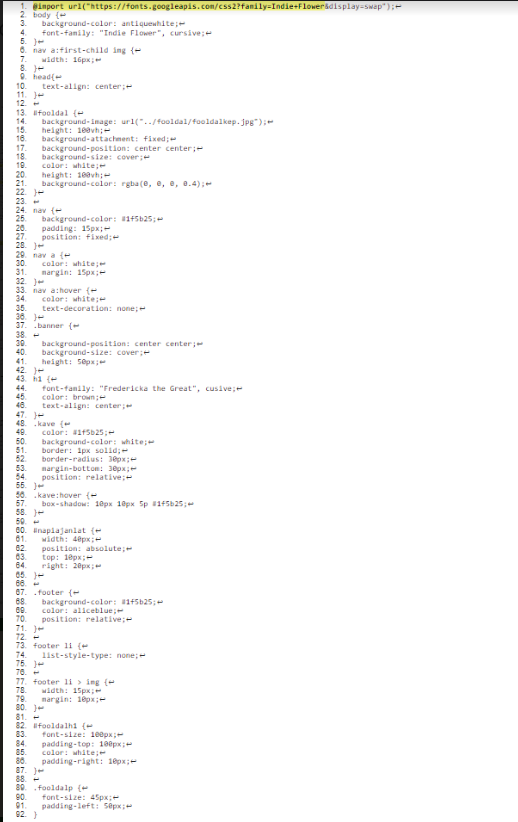 1. @import url("https://fonts.googleapis.com/css2?family=Indie+Flower&display=swap");↩
2. body {↩
3. background-color: antiquewhite;↩
4. font-family: "Indie Flower", cursive;↩
5. }↩
6. nav a:first-child img {↩
7. width: 16px;↩
8. }↩
9. head{↩
10. text-align: center;↩
11. }↩
12. ↩
13. #fooldal {↩
14. background-image: url("../fooldal/fooldalkep.jpg");↩
15. height: 100vh;↩
16. background-attachment: fixed;↩
17. background-position: center center;↩
18. background-size: cover;↩
19. color: white;↩
20. height: 100vh;↩
21. background-color: rgba(0, 0, 0, 0.4);↩
22. }↩
23. ↩
24. nav {↩
25. background-color: #1f5b25;↩
26. padding: 15px;↩
27. position: fixed;↩
28. }↩
29. nav a {↩
30. color: white;↩
31. margin: 15px;↩
32. }↩
33. nav a:hover {↩
34. color: white;↩
35. text-decoration: none;↩
36. }↩
37. .banner {↩
38. ↩
39. background-position: center center;↩
40. background-size: cover;↩
41. height: 50px;↩
42. }↩
43. h1 {↩
44. font-family: "Fredericka the Great", cusive;↩
45. color: brown;↩
46. text-align: center;↩
47. }↩
48. .kave {↩
49. color: #1f5b25;↩
50. background-color: white;↩
51. border: 1px solid;↩
52. border-radius: 30px;↩
53. margin-bottom: 30px;↩
54. position: relative;↩
55. }↩
56. .kave:hover {↩
57. box-shadow: 10px 10px 5p #1f5b25;↩
58. }↩
59. ↩
60. #napiajanlat {↩
61. width: 40px;↩
62. position: absolute;↩
63. top: 10px;↩
64. right: 20px;↩
65. }↩
66. ↩
67. .footer {↩
68. background-color: #1f5b25;↩
69. color: aliceblue;↩
70. position: relative;↩
71. }↩
72. ↩
73. footer li {↩
74. list-style-type: none;↩
75. }↩
76. ↩
77. footer li > img {↩
78. width: 15px;↩
79. margin: 10px;↩
80. }↩
81. ↩
82. #fooldalh1 {↩
83. font-size: 100px;↩
84. padding-top: 100px;↩
85. color: white;↩
86. padding-right: 10px;↩
87. }↩
88. ↩
89. .fooldalp {↩
90. font-size: 45px;↩
91. padding-left: 50px;↩
92. }